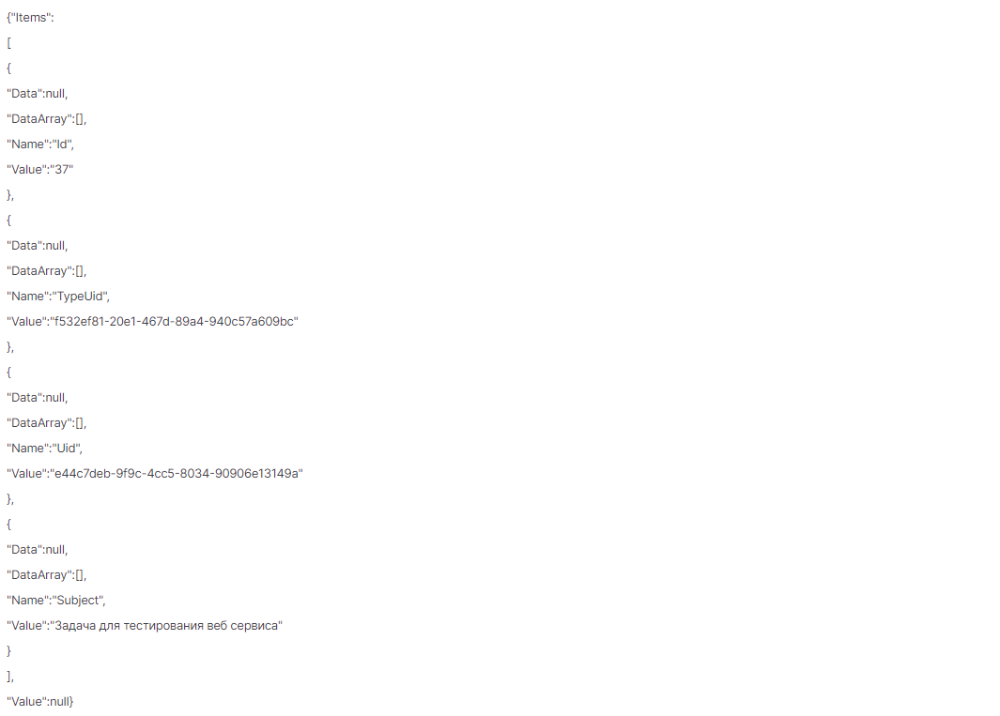 {"Items":
[
{
"Data":null,
"DataArray":[],
"Name":"Id",
"Value":"37"
},
{
"Data":null,
"DataArray":[],
"Name":"TypeUid",
"Value":"f532ef81-20e1-467d-89a4-940c57a609bc"
},
{
"Data":null,
"DataArray":[],
"Name":"Uid",
"Value":"e44c7deb-9f9c-4cc5-8034-90906e13149a"
},
{
"Data":null,
"DataArray":[],
"Name":"Subject",
"Value":"Задача для тестирования веб сервиса"
}
],
"Value":null}